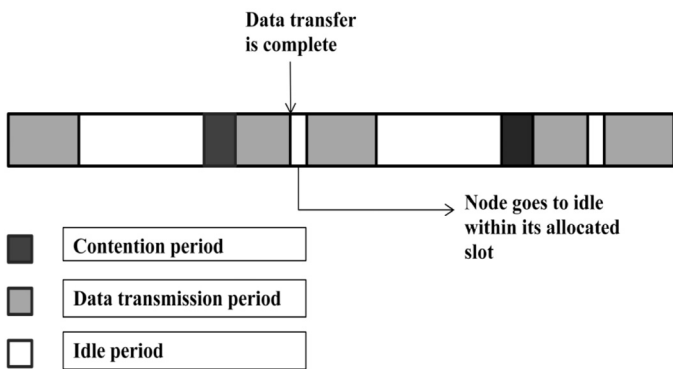 Data transfer
is complete
Node goes to idle
within its allocated
slot
Contention period
Data transmission period
Idle period